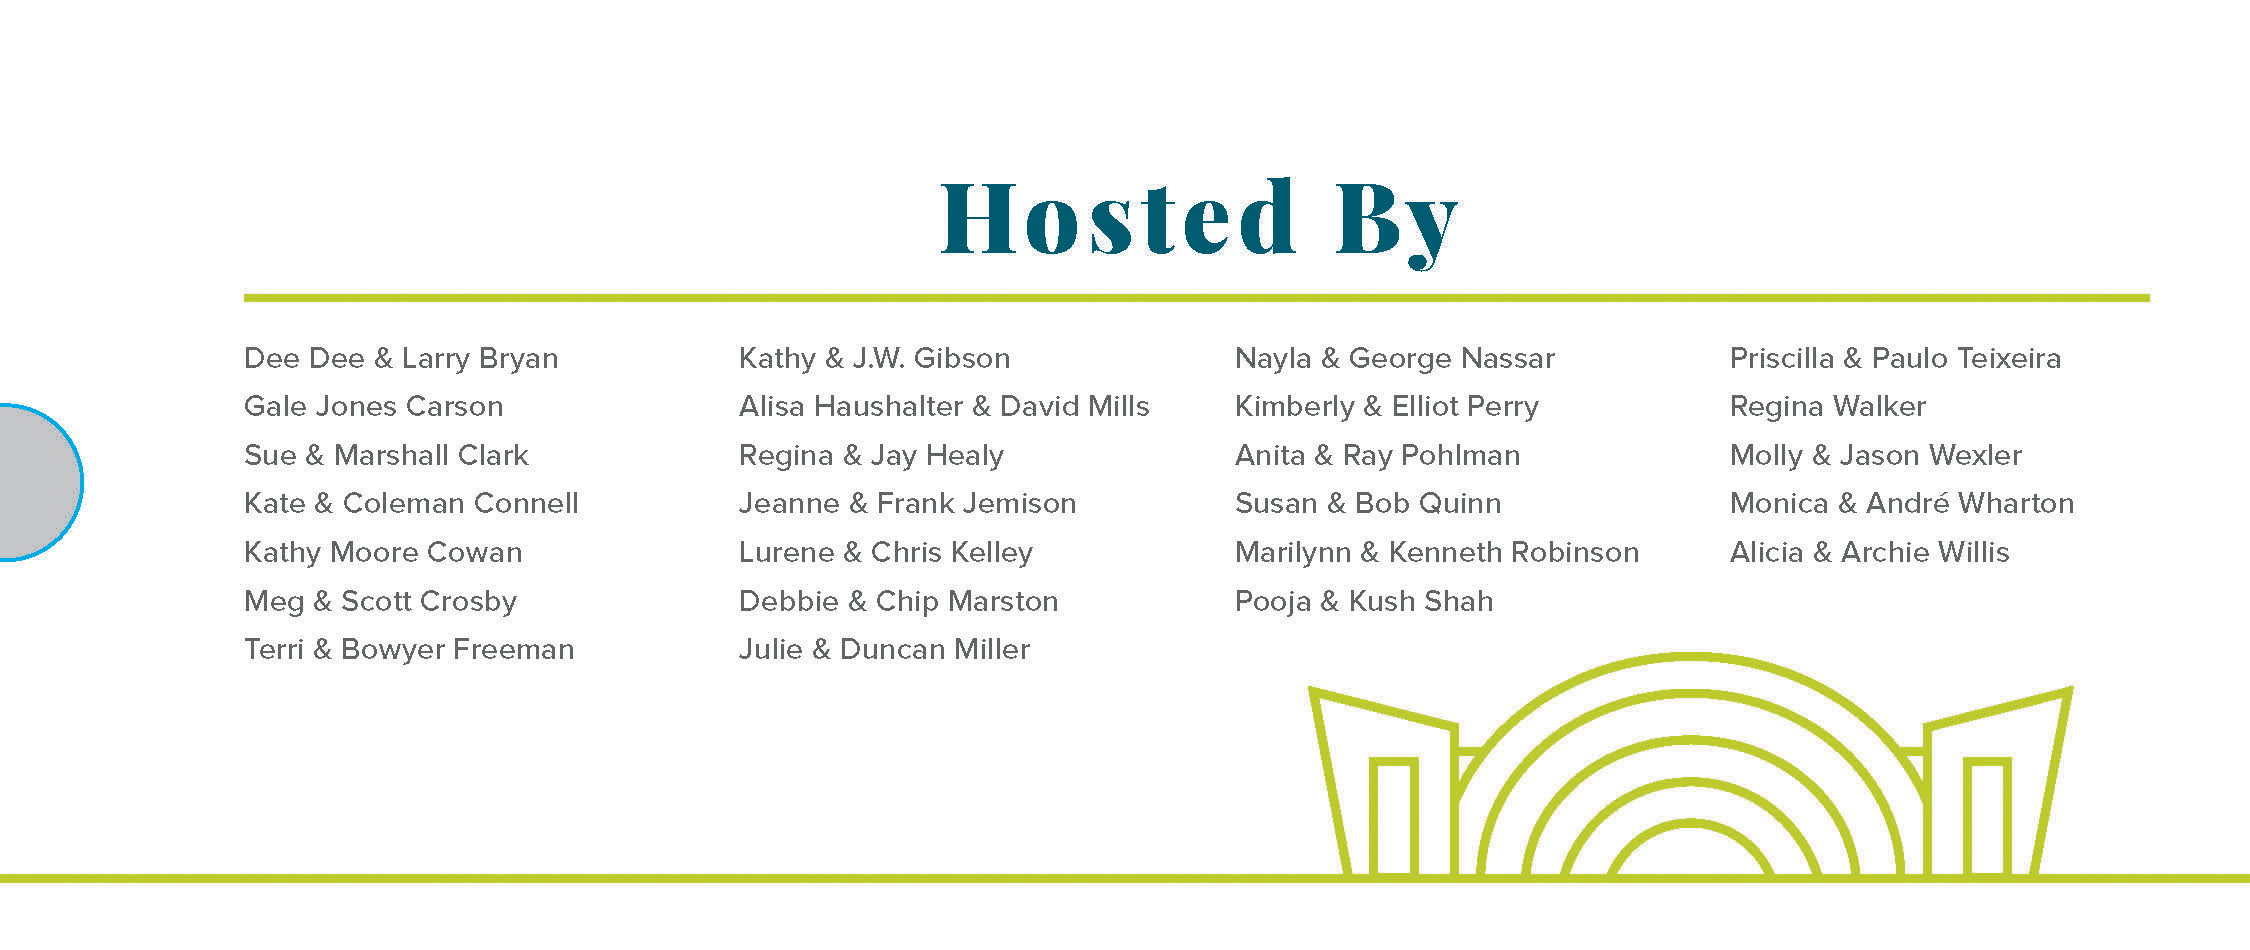 Hosted By
Dee Dee & Larry Bryan
Gale Jones Carson
Sue & Marshall Clark
Kate & Coleman Connell
Kathy Moore Cowan
Meg & Scott Crosby
Terri & Bowyer Freeman
Kathy & J.W. Gibson
Alisa Haushalter & David Mills
Regina & Jay Healy
Jeanne & Frank Jemison
Lurene & Chris Kelley
Debbie & Chip Marston
Julie & Duncan Miller
Nayla & George Nassar
Kimberly & Elliot Perry
Anita & Ray Pohlman
Susan & Bob Quinn
Marilynn & Kenneth Robinson
Pooja & Kush Shah
Priscilla & Paulo Teixeira
Regina Walker
Molly & Jason Wexler
Monica & André Wharton
Alicia & Archie Willis